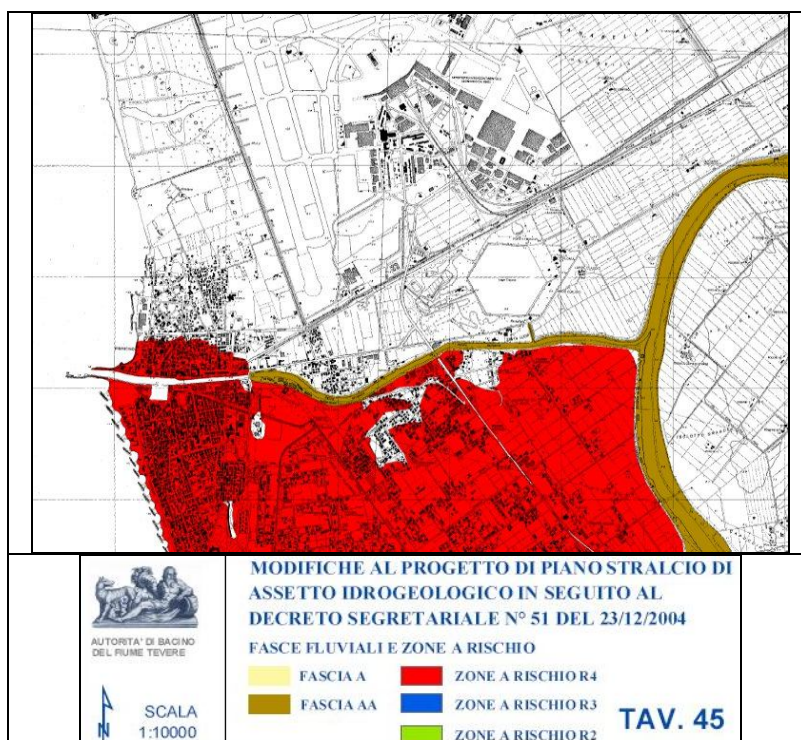 MODIFICHE AL PROGETTO DI PIANO STRALCIO DI
ASSETTO IDROGEOLOGICO IN SEGUITO AL
DECRETO SEGRETARIALE N° 51 DEL 23/12/2004
AUTORITA' DI BACINO
DEL FIUME TEVERE
FASCE FLUVIALI E ZONE A RISCHIO
FASCIA A
ZONE A RISCHIO R4
FASCIA AA
ZONE A RISCHIO R3
ZONE A RISCHIO R2
SCALA
1:10000
N
TAV. 45